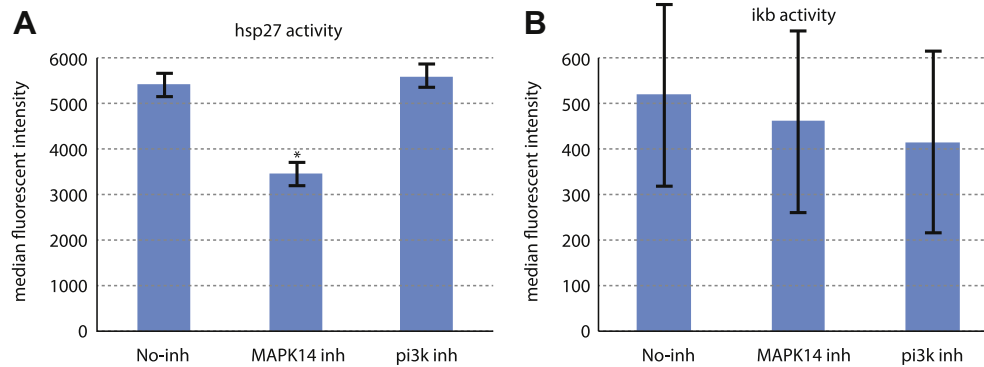 A
hsp27 activity
median fluorescent intensity
6000
5000
4000
3000
2000
1000
0
*
No-inh MAPK14 inh pi3k inh
B
ikb activity
median fluorescent intensity
600
500
400
300
200
100
0
No-inh MAPK14 inh pi3k inh